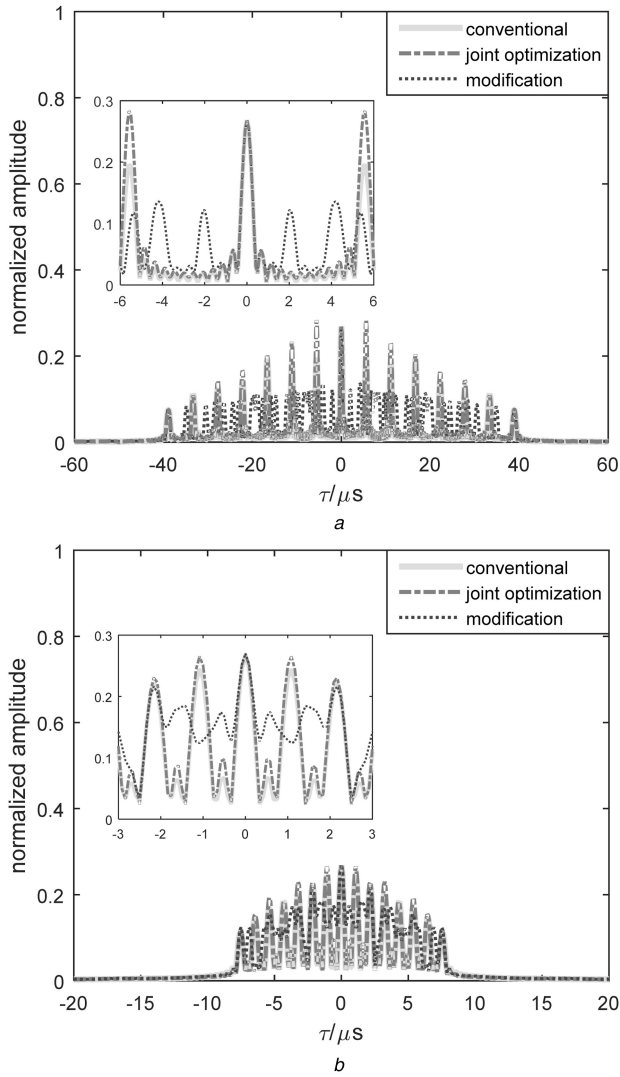 1
conventional
joint optimization
modification
0.8
0.3
0.6
0.2
normalized amplitude
0.1
0.4
0
-6 -4 -2 0 2 4 6
0.2
0
-60 -40 -20 0 20 40 60
τ/μs
a
1
conventional
joint optimization
modification
0.8
0.3
0.6
0.2
normalized amplitude
0.1
0.4
0
-3 -2 -1 0 1 2 3
0.2
0
-20 -15 -10 -5 0 5 10 15 20
τ/μs
b